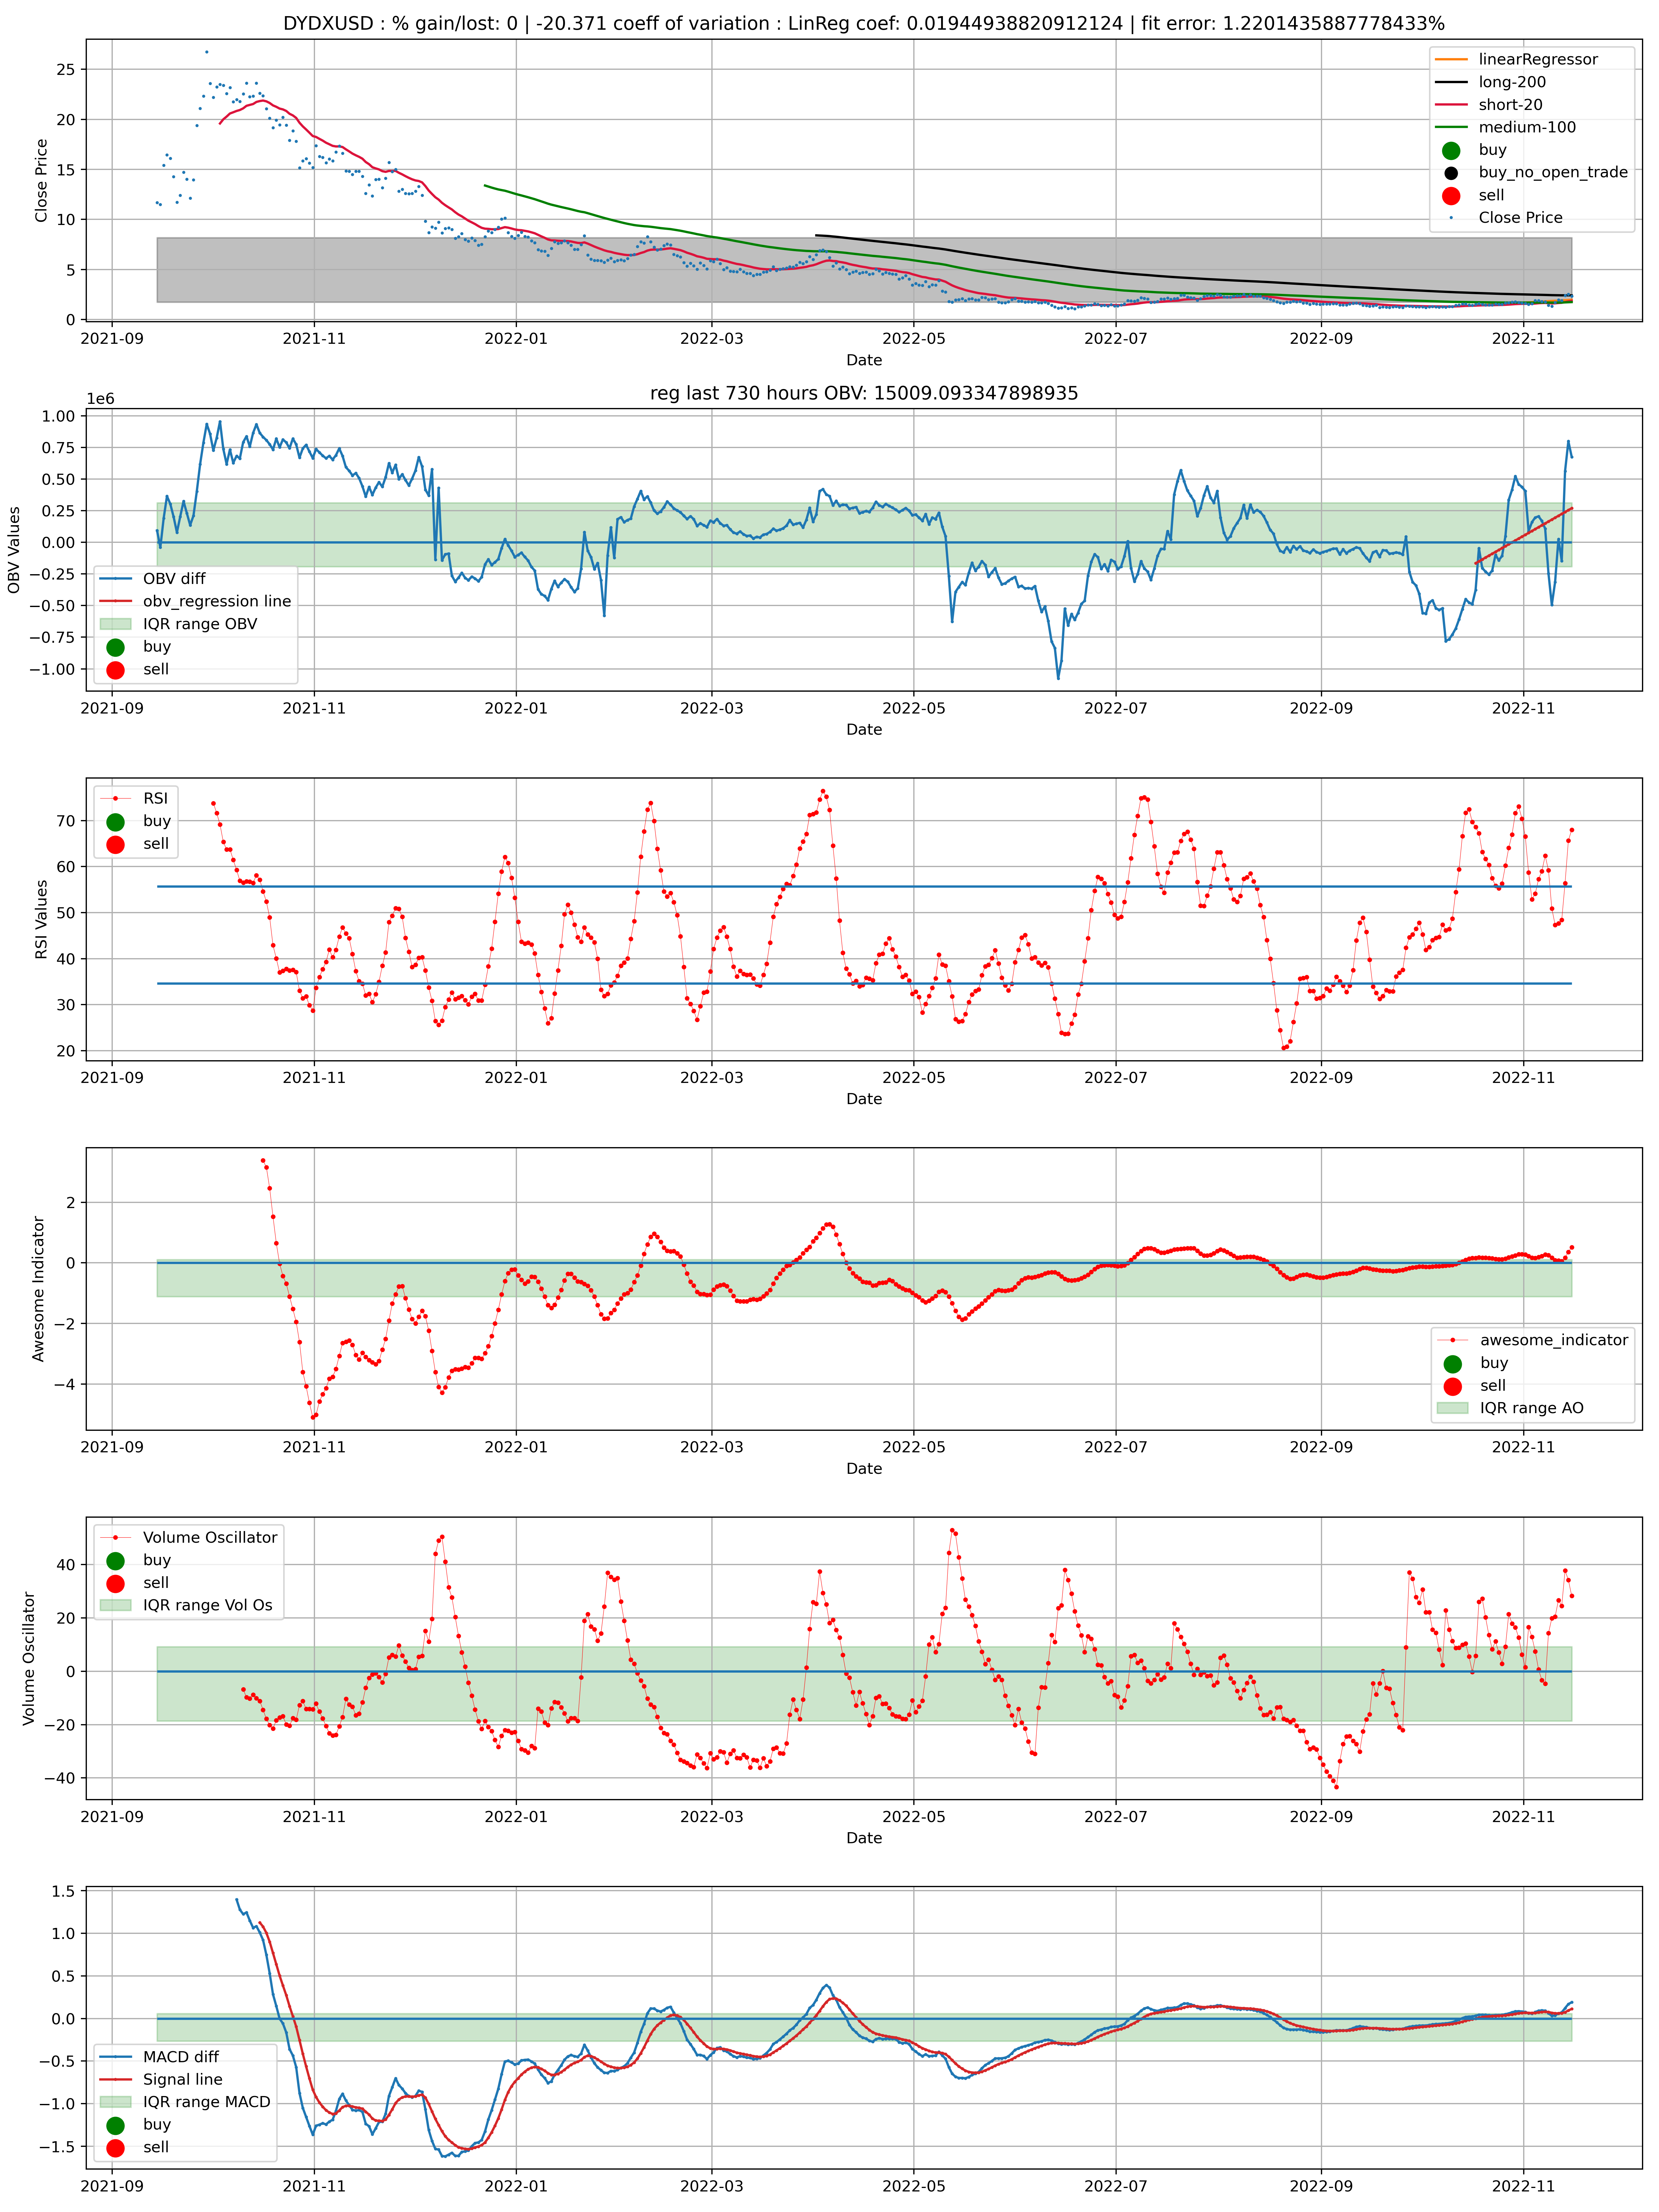 DYDXUSD : % gain/lost: 0 | -20.371 coeff of variation : LinReg coef: 0.01944938820912124 | fit error: 1.2201435887778433%
25
20
15
10
5
0
Close Price
linearRegressor
long-200
short-20
medium-100
buy
buy_no_open_trade
sell
Close Price
2021-09 2021-11 2022-01 2022-03 2022-05 2022-07 2022-09 2022-11
Date
reg last 730 hours OBV: 15009.093347898935
1e6
1.00
0.75
0.50
0.25
0.00
−0.25
−0.50
−0.75
−1.00
OBV Values
OBV diff
obv_regression line
IQR range OBV
buy
sell
2021-09 2021-11 2022-01 2022-03 2022-05 2022-07 2022-09 2022-11
Date
70
60
50
40
30
20
RSI Values
RSI
buy
sell
2021-09 2021-11 2022-01 2022-03 2022-05 2022-07 2022-09 2022-11
Date
2
0
−2
−4
Awesome Indicator
awesome_indicator
buy
sell
IQR range AO
2021-09 2021-11 2022-01 2022-03 2022-05 2022-07 2022-09 2022-11
Date
40
20
0
−20
−40
Volume Oscillator
Volume Oscillator
buy
sell
IQR range Vol Os
2021-09 2021-11 2022-01 2022-03 2022-05 2022-07 2022-09 2022-11
Date
1.5
1.0
0.5
0.0
−0.5
−1.0
−1.5
MACD diff
Signal line
IQR range MACD
buy
sell
2021-09 2021-11 2022-01 2022-03 2022-05 2022-07 2022-09 2022-11